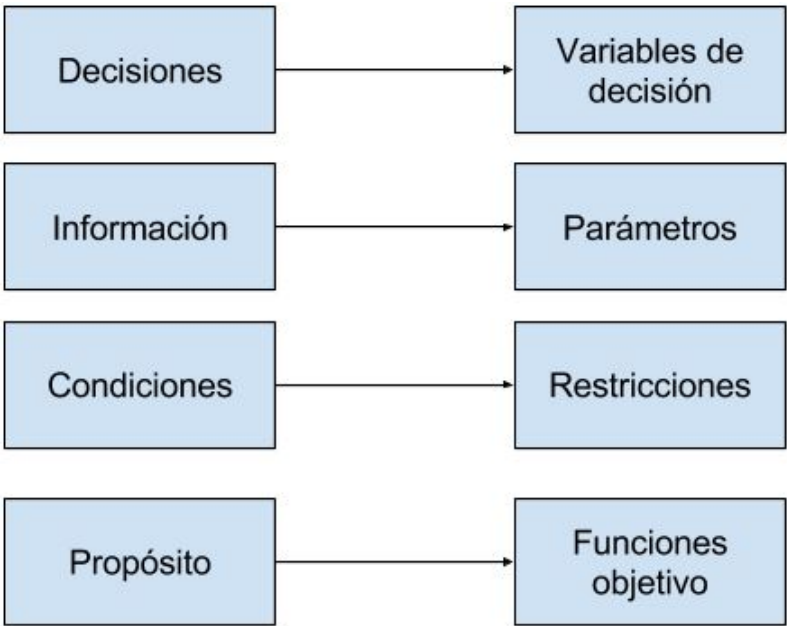 Decisiones
Variables de
decisión
Información
Parámetros
Condiciones
Restricciones
Propósito
Funciones
objetivo